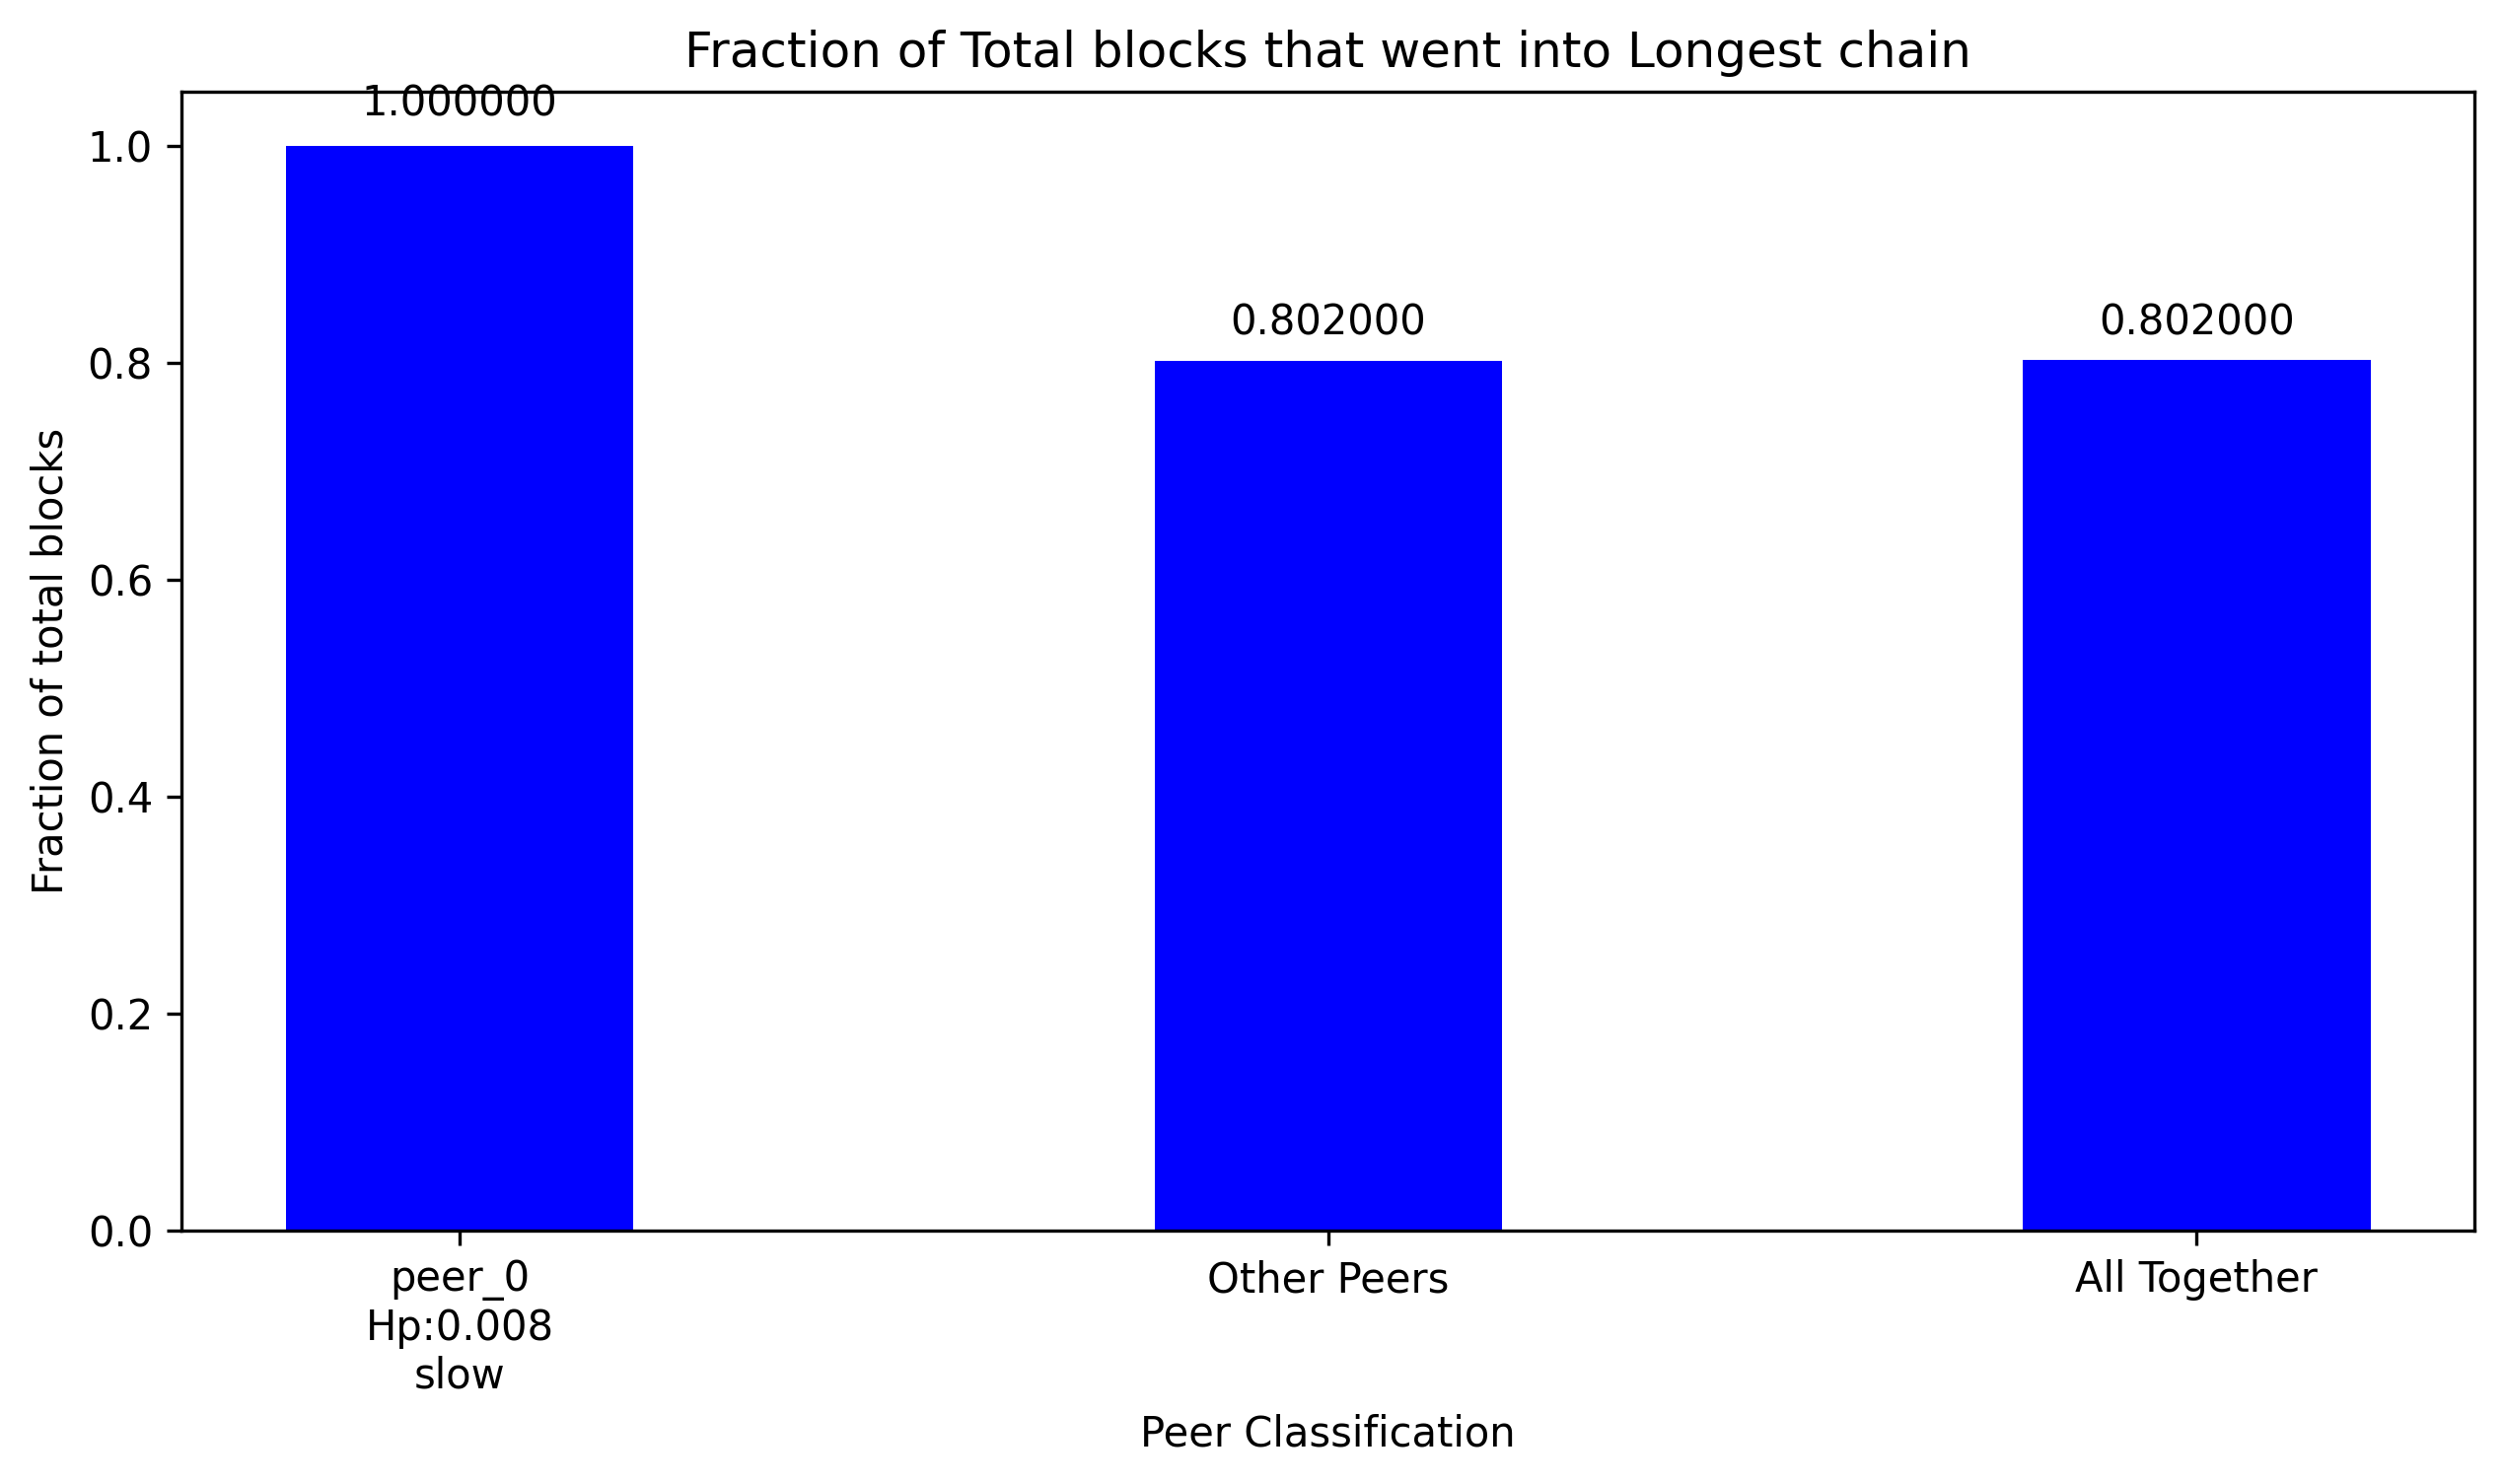 Fraction of Total blocks that went into Longest chain
1.000000
0.802000
0.802000
Fraction of total blocks
1.0
0.8
0.6
0.4
0.2
0.0
peer_0
Hp:0.008
slow
Other Peers
All Together
Peer Classification